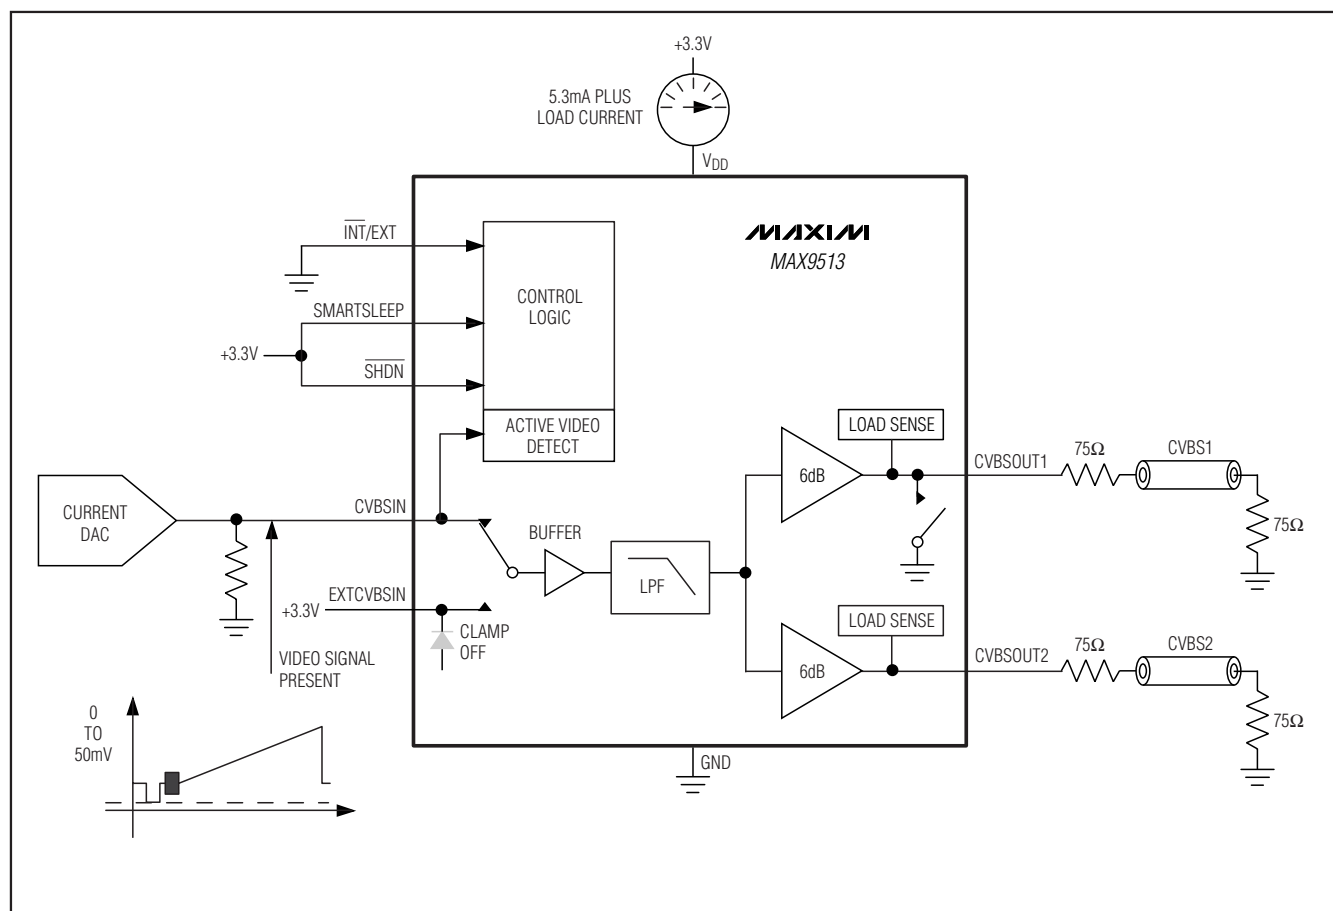 +3.3V
5.3mA PLUS
LOAD CURRENT
VDD
INT/EXT
MAXIM
MAX9513
CONTROL
LOGIC
SMARTSLEEP
+3.3V
SHDN
ACTIVE VIDEO
DETECT
LOAD SENSE
6dB
CVBSOUT1
75Ω
CVBS1
75Ω
CURRENT
DAC
CVBSIN
BUFFER
LPF
EXTCVBSIN
+3.3V
CLAMP
OFF
VIDEO SIGNAL
PRESENT
LOAD SENSE
6dB
CVBSOUT2
75Ω
CVBS2
75Ω
0
TO
50mV
GND